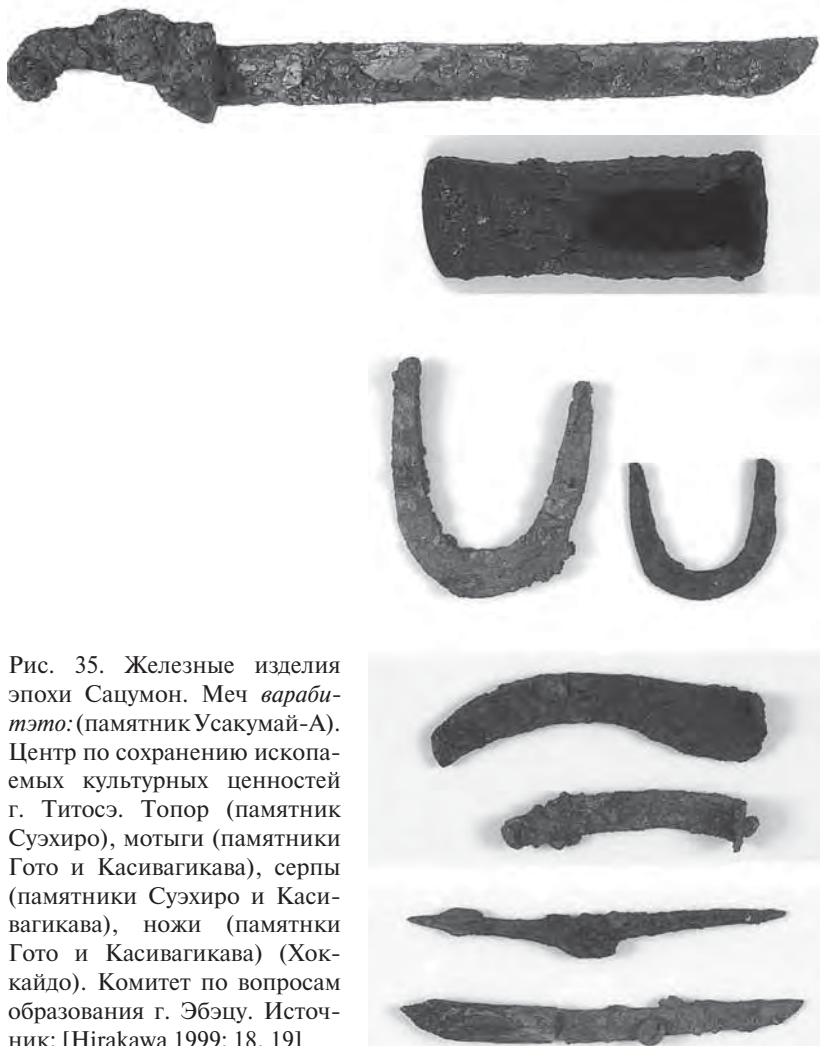 Рис. 35. Железные изделия
эпохи Сацумон. Меч вараби-
тэто: (памятник Усакумай-А).
Центр по сохранению ископа-
емых культурных ценностей
г. Титосэ. Топор (памятник
Суэхиро), мотыги (памятники
Гото и Касивагикава), серпы
(памятники Суэхиро и Каси-
вагикава), ножи (памятнки
Гото и Касивагикава) (Хок-
кайдо). Комитет по вопросам
образования г. Эбэцу. Источ-
ник: [Hirakawa 1999: 18, 19]